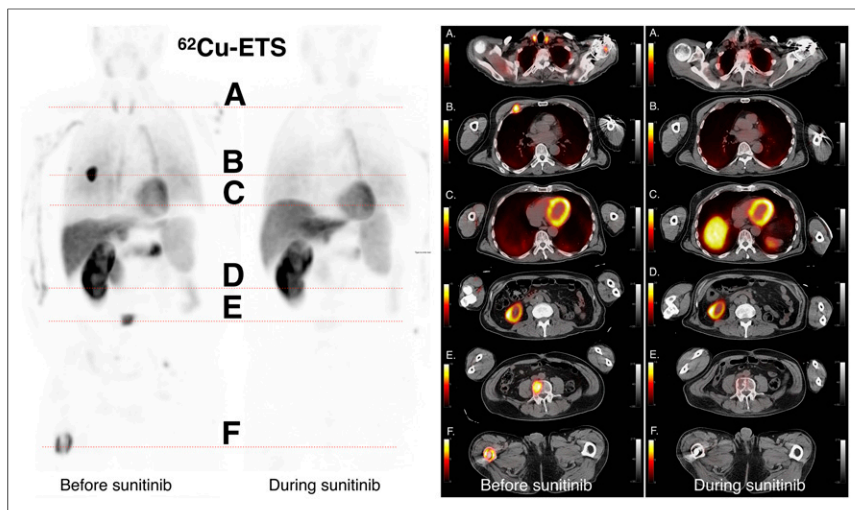 ⁶²Cu-ETS
A
B
C
D
E
F
Before sunitinib
During sunitinib
A.
B.
C.
D.
E.
F.
Before sunitinib
A.
B.
C.
D.
E.
F.
During sunitinib